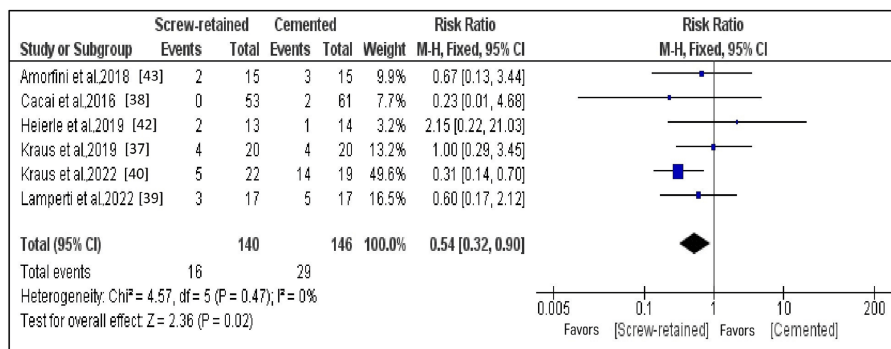 Screw-retained Cemented Risk Ratio Risk Ratio
Study or Subgroup Events Total Events Total Weight M-H, Fixed, 95% CI M-H, Fixed, 95% CI
Amorfini et al,2018 [43] 2 15 3 15 9.9% 0.67 [0.13, 3.44]
Cacai et al,2016 [38] 0 53 2 61 7.7% 0.23 [0.01, 4.68]
Heierle et al,2019 [42] 2 13 1 14 3.2% 2.15 [0.22, 21.03]
Kraus et al,2019 [37] 4 20 4 20 13.2% 1.00 [0.29, 3.45]
Kraus et al,2022 [40] 5 22 14 19 49.6% 0.31 [0.14, 0.70]
Lamperti et al,2022 [39] 3 17 5 17 16.5% 0.60 [0.17, 2.12]
Total (95% CI) 140 146 100.0% 0.54 [0.32, 0.90]
Total events 16 29
Heterogeneity: Chi² = 4.57, df = 5 (P = 0.47); I² = 0%
Test for overall effect: Z = 2.36 (P = 0.02)
0.005 0.1 1 10 200
Favors [Screw-retained] Favors [Cemented]